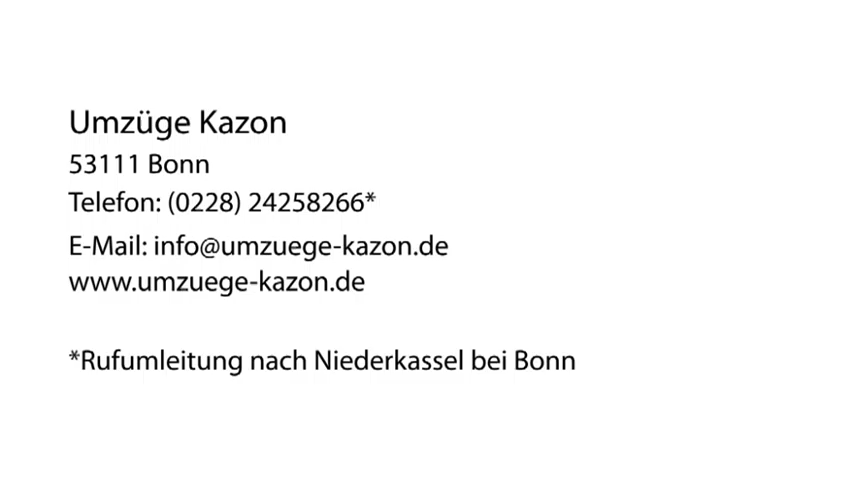 Umzüge Kazon
53111 Bonn
Telefon: (0228) 24258266*
E-Mail: info@umzuege-kazon.de
www.umzuege-kazon.de
*Rufumleitung nach Niederkassel bei Bonn